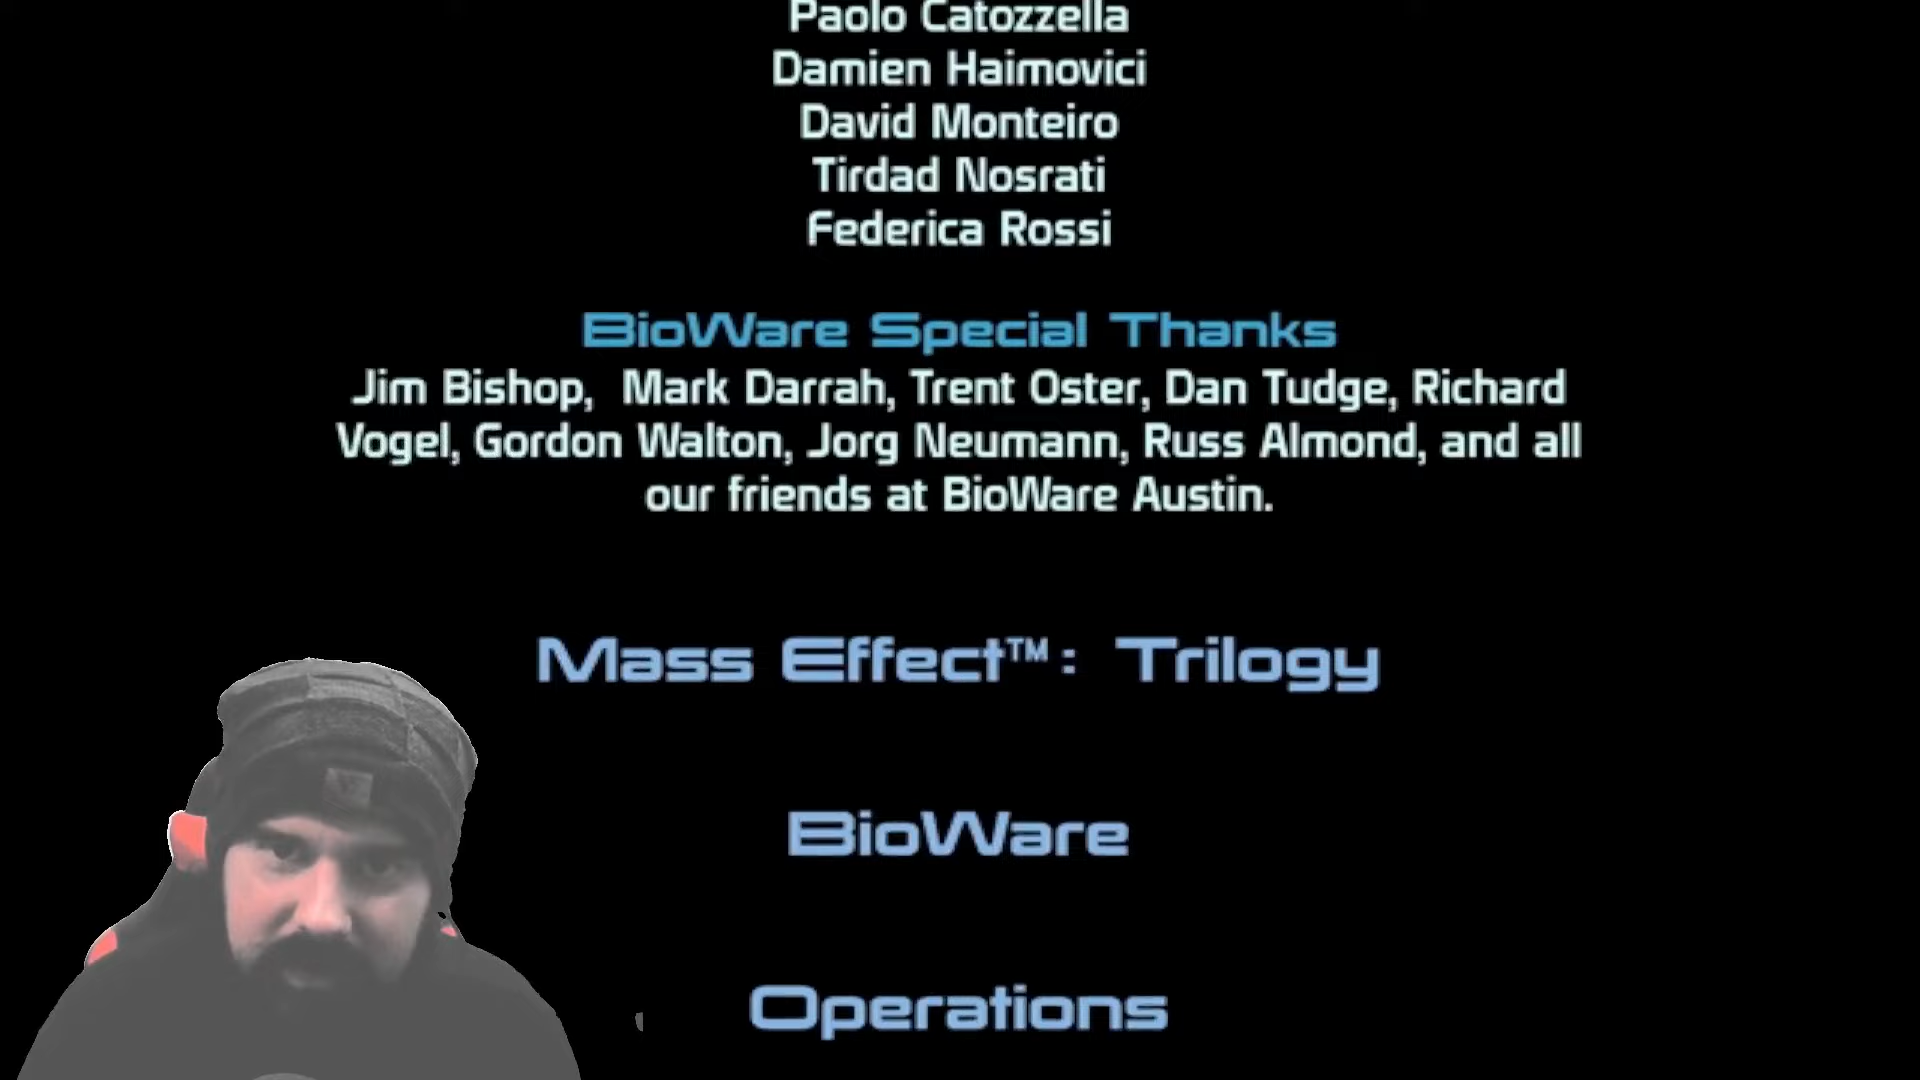 Paolo Catozzella
Damien Haimovici
David Monteiro
Tirdad Nosrati
Federica Rossi
BioWare Special Thanks
Jim Bishop,  Mark Darrah, Trent Oster, Dan Tudge, Richard
Vogel, Gordon Walton, Jorg Neumann, Russ Almond, and all
our friends at BioWare Austin.
Mass Effect™: Trilogy
BioWare
Operations